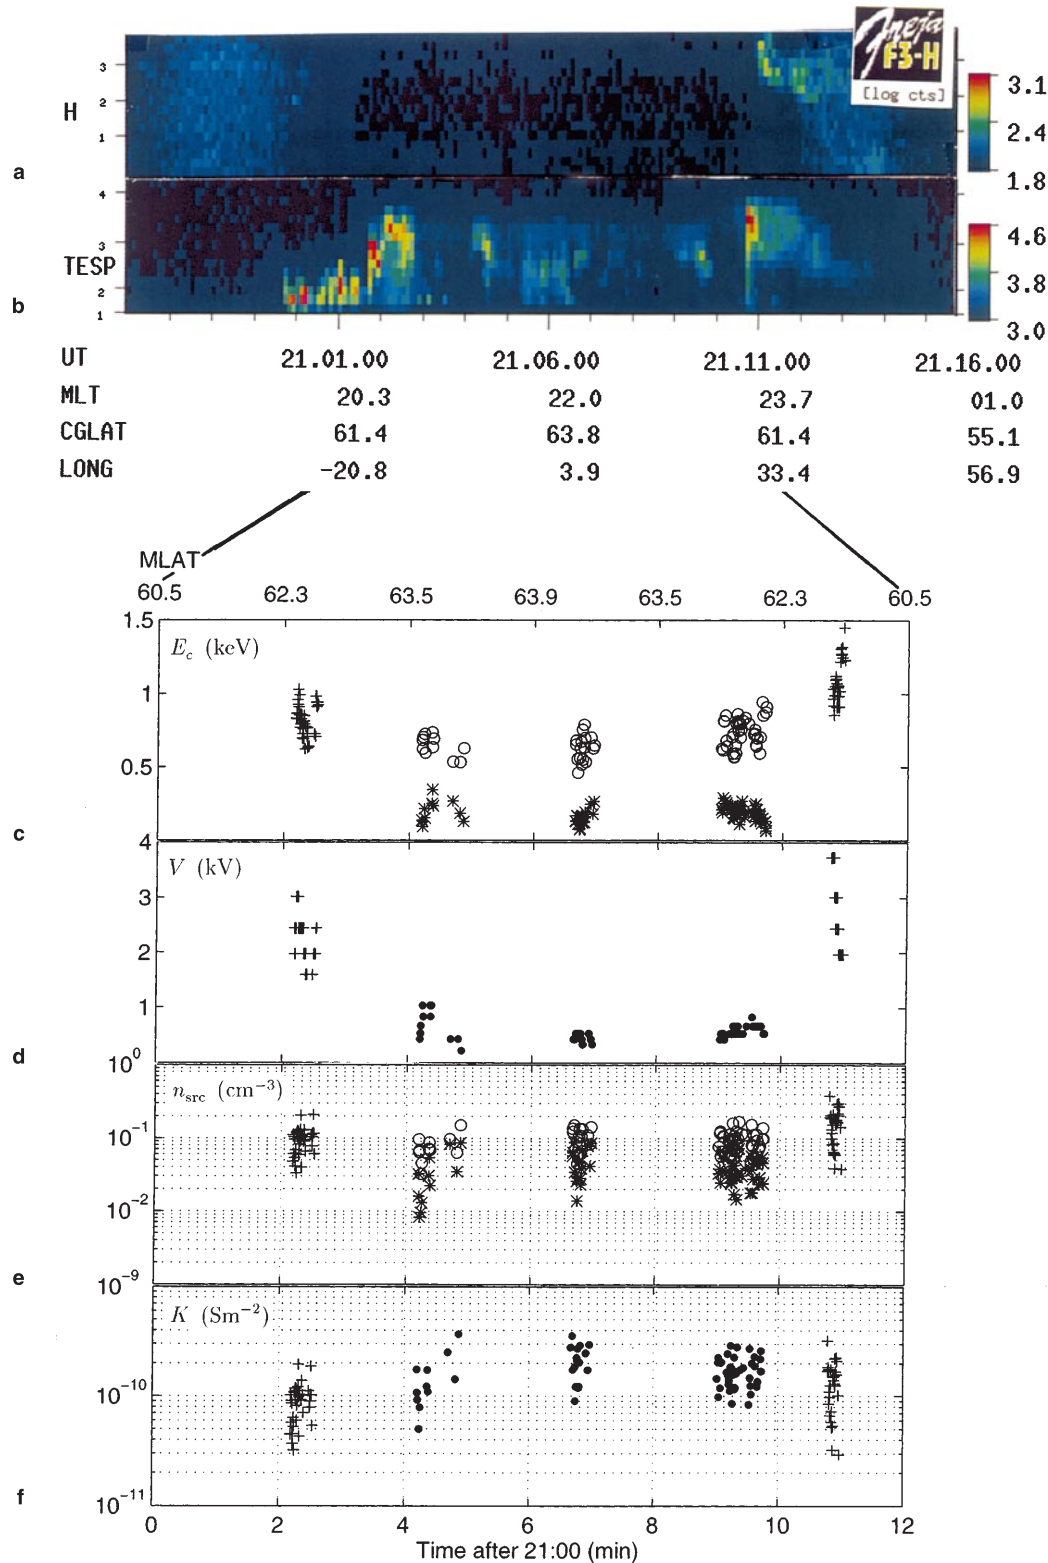 Freja
F3-H
[log cts]
H
3
2
1
3.1
2.4
1.8
a
TESP
4
3
2
1
4.6
3.8
3.0
b
UT 21.01.00 21.06.00 21.11.00 21.16.00
MLT 20.3 22.0 23.7 01.0
CGLAT 61.4 63.8 61.4 55.1
LONG -20.8 3.9 33.4 56.9
MLAT
60.5 62.3 63.5 63.9 63.5 62.3 60.5
1.5
E_c (keV)
1
0.5
c
4
V (kV)
3
2
1
d
10^0
n_src (cm^−3)
10^−1
10^−2
e
10^−9
K (Sm^−2)
10^−10
f
10^−11
0 2 4 6 8 10 12
Time after 21:00 (min)